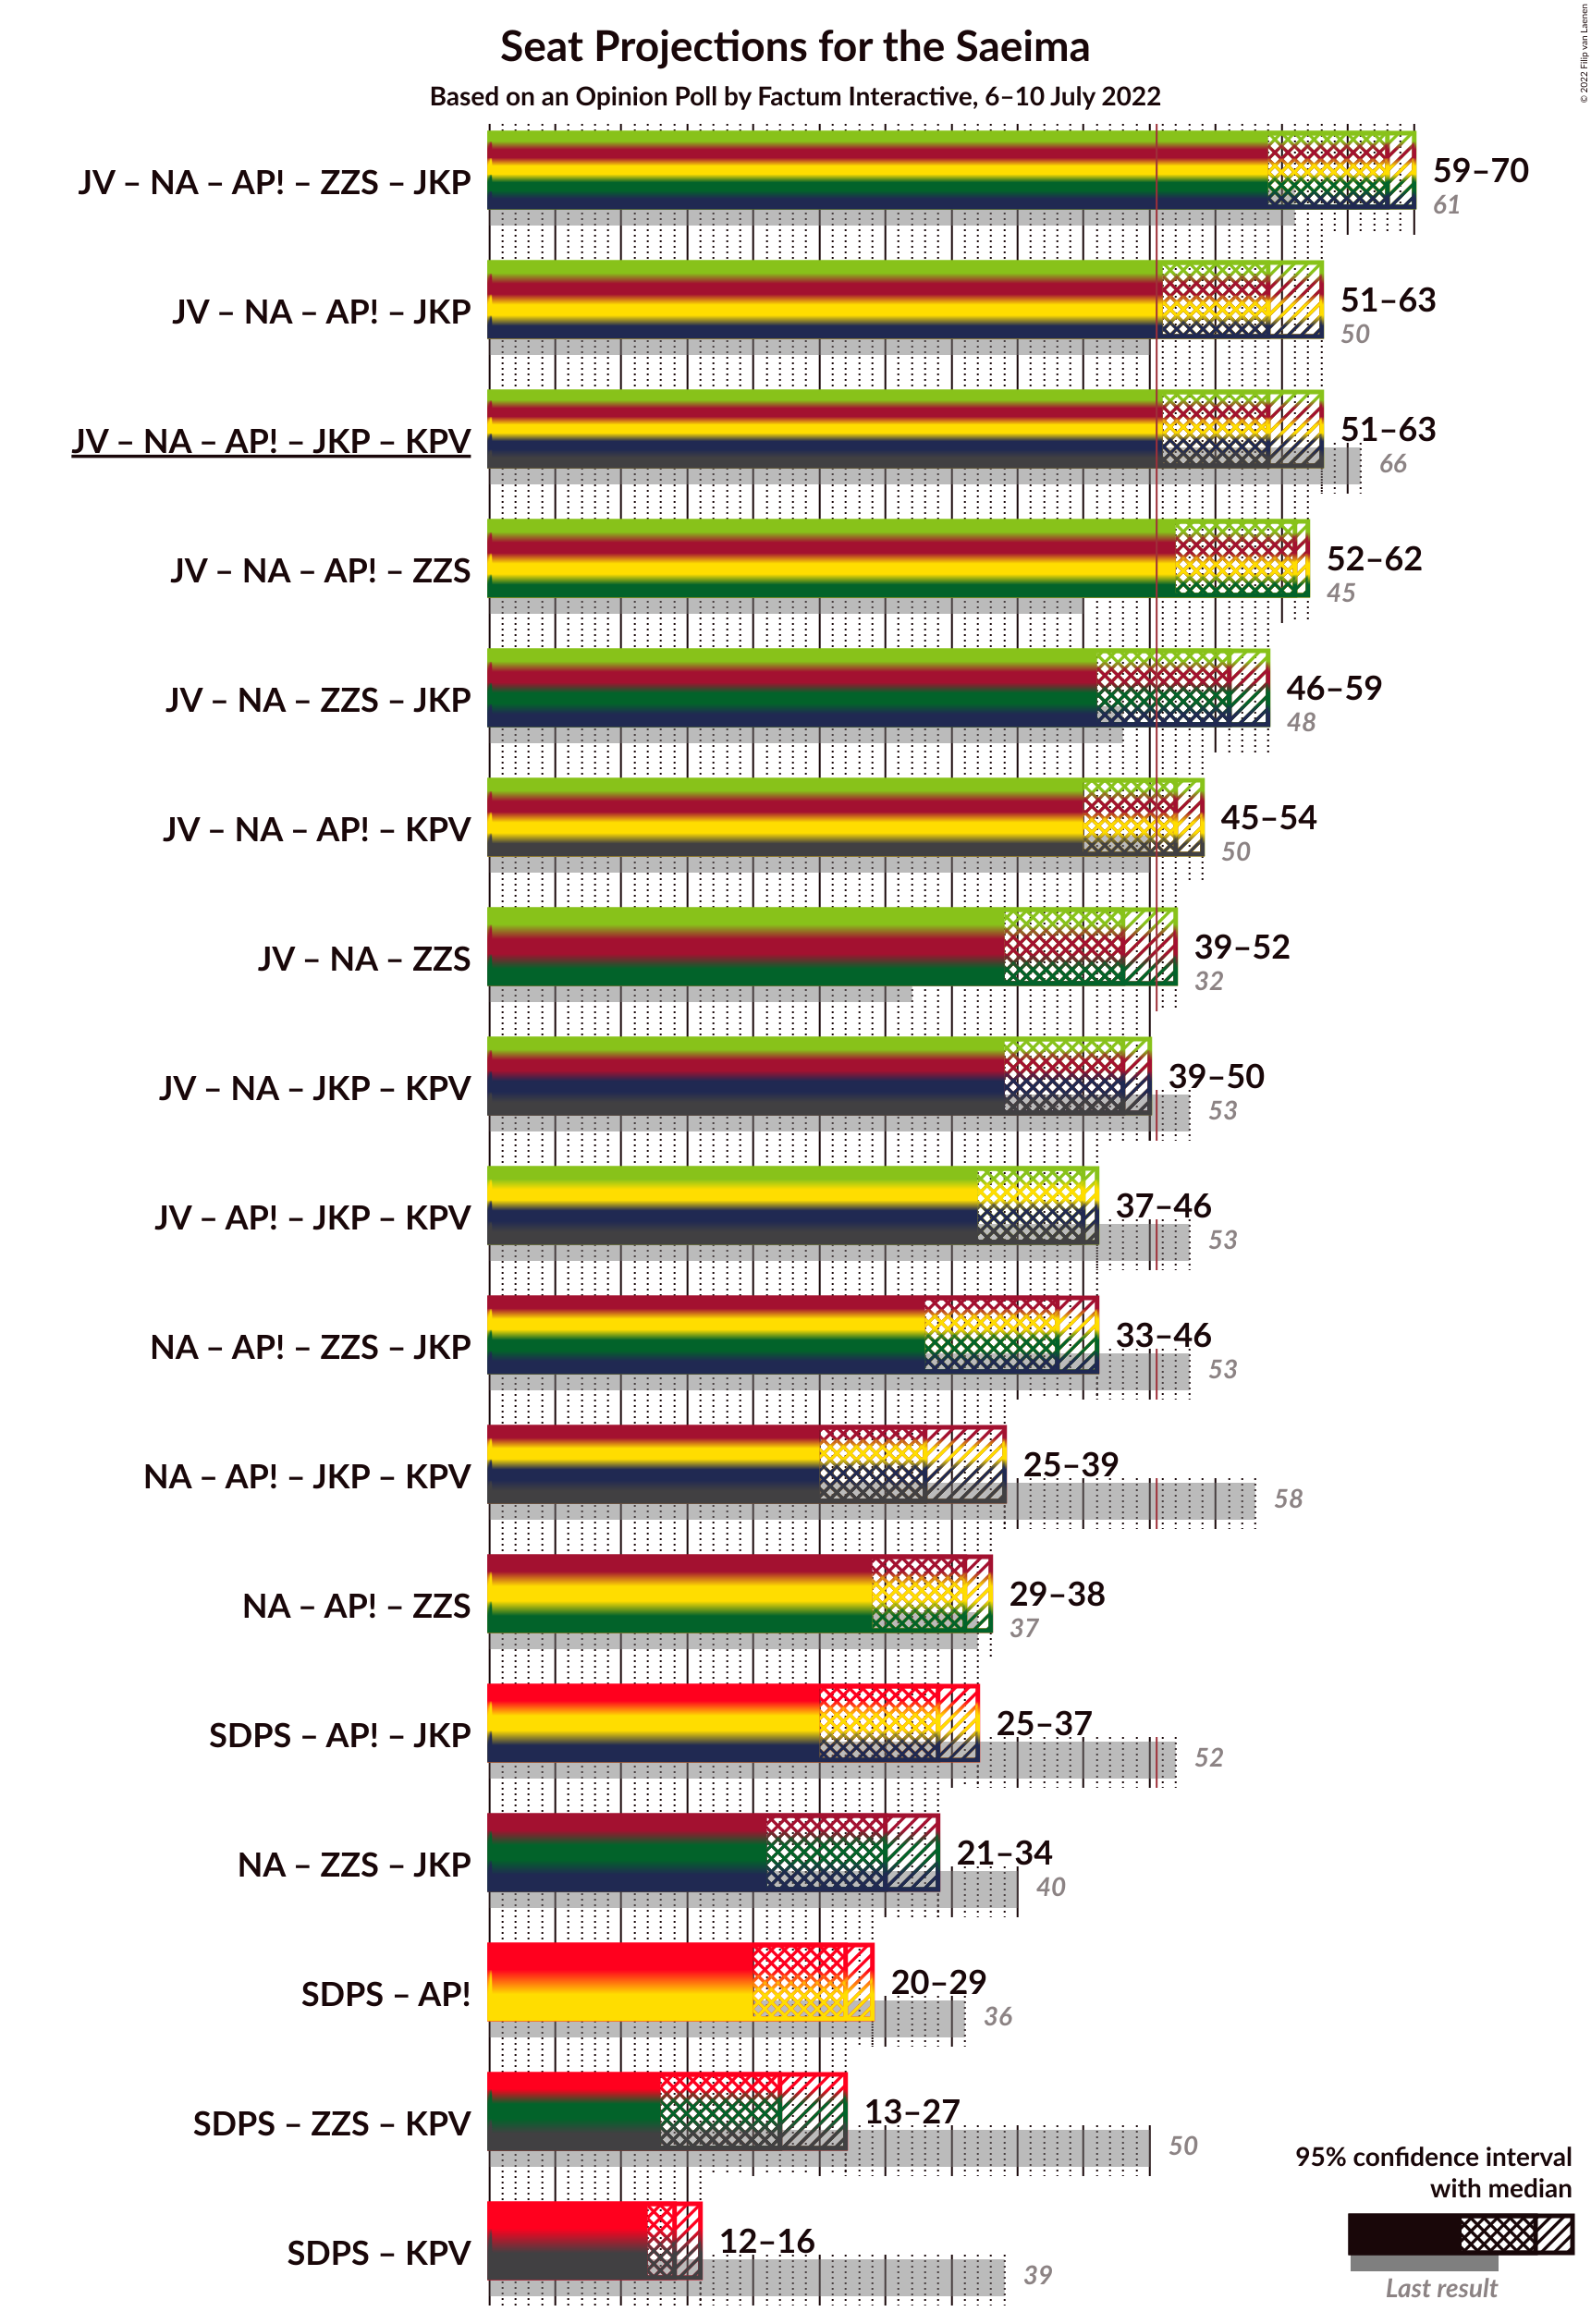 Seat Projections for the Saeima
Based on an Opinion Poll by Factum Interactive, 6–10 July 2022
© 2022 Filip van Laenen
JV – NA – AP! – ZZS – JKP
59–70
61
JV – NA – AP! – JKP
51–63
50
JV – NA – AP! – JKP – KPV
51–63
66
JV – NA – AP! – ZZS
52–62
45
JV – NA – ZZS – JKP
46–59
48
JV – NA – AP! – KPV
45–54
50
JV – NA – ZZS
39–52
32
JV – NA – JKP – KPV
39–50
53
JV – AP! – JKP – KPV
37–46
53
NA – AP! – ZZS – JKP
33–46
53
NA – AP! – JKP – KPV
25–39
58
NA – AP! – ZZS
29–38
37
SDPS – AP! – JKP
25–37
52
NA – ZZS – JKP
21–34
40
SDPS – AP!
20–29
36
SDPS – ZZS – KPV
13–27
50
SDPS – KPV
12–16
39
95% confidence interval
with median
Last result